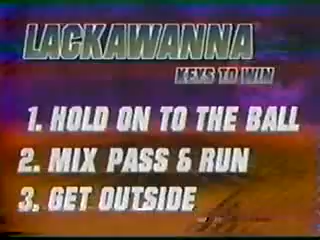 LACKAWANNA
KEYS TO WIN
1. HOLD ON TO THE BALL
2. MIX PASS & RUN
3. GET OUTSIDE